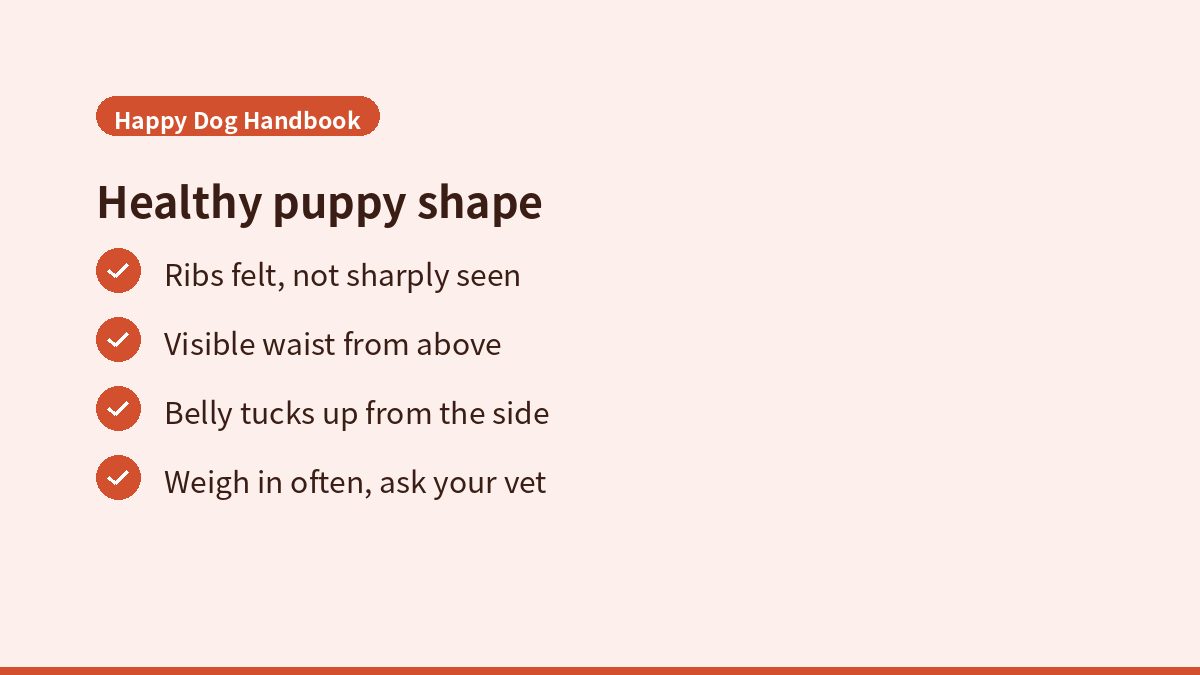 Happy Dog Handbook
Healthy puppy shape
Ribs felt, not sharply seen
Visible waist from above
Belly tucks up from the side
Weigh in often, ask your vet